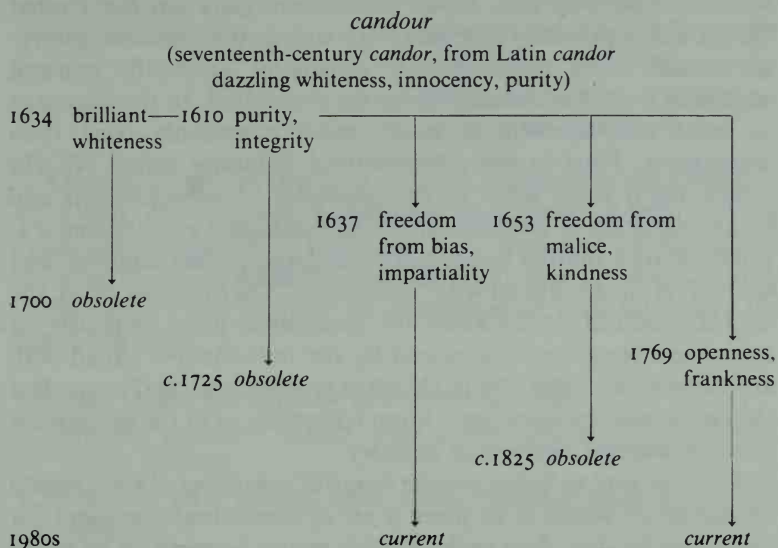 candour
(seventeenth-century candor, from Latin candor
dazzling whiteness, innocency, purity)
1634 brilliant 1610 purity,
whiteness integrity
1637 freedom 1653 freedom from
from bias, malice,
impartiality kindness
1700 obsolete
1769 openness,
c.1725 obsolete frankness
c.1825 obsolete
1980s current current